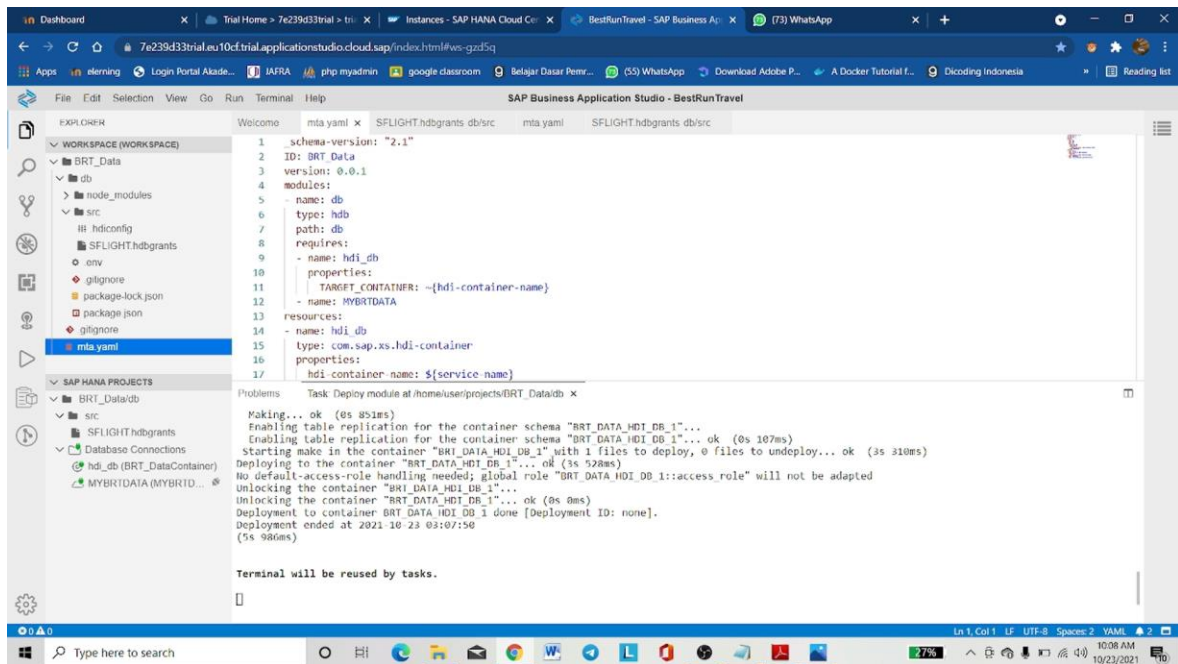 Dashboard
Trial Home > 7e239d33trial > tri
Instances - SAP HANA Cloud Cen
BestRunTravel - SAP Business Ap
(73) WhatsApp
7e239d33trial.eu10cf.trial.applicationstudio.cloud.sap/index.html#ws-gzd5q
Apps
elerning
Login Portal Akade...
IAFRA
php myadmin
google classroom
Belajar Dasar Pemr...
(55) WhatsApp
Download Adobe P...
A Docker Tutorial f...
Dicoding Indonesia
Reading list
File Edit Selection View Go Run Terminal Help
SAP Business Application Studio - BestRunTravel
EXPLORER
WORKSPACE (WORKSPACE)
BRT_Data
db
node_modules
src
hdiconfig
SFLIGHT.hdbgrants
.env
.gitignore
package-lock.json
package.json
.gitignore
mta.yaml
SAP HANA PROJECTS
BRT_Data/db
src
SFLIGHT.hdbgrants
Database Connections
hdi_db (BRT_DataContainer)
MYBRTDATA (MYBRTD...
Welcome
mta.yaml
SFLIGHT.hdbgrants db/src
mta.yaml
SFLIGHT.hdbgrants db/src
1 _schema-version: "2.1"
2 ID: BRT_Data
3 version: 0.0.1
4 modules:
5 - name: db
6 type: hdb
7 path: db
8 requires:
9 - name: hdi_db
10 properties:
11 TARGET_CONTAINER: ~{hdi-container-name}
12 - name: MYBRTDATA
13 resources:
14 - name: hdi_db
15 type: com.sap.xs.hdi-container
16 properties:
17 hdi-container-name: ${service-name}
Problems
Task: Deploy module at /home/user/projects/BRT_Data/db
Making... ok (0s 851ms)
Enabling table replication for the container schema "BRT_DATA_HDI_DB_1"...
Enabling table replication for the container schema "BRT_DATA_HDI_DB_1"... ok (0s 107ms)
Starting make in the container "BRT_DATA_HDI_DB_1" with 1 files to deploy, 0 files to undeploy... ok (3s 310ms)
Deploying to the container "BRT_DATA_HDI_DB_1"... ok (3s 528ms)
No default-access-role handling needed; global role "BRT_DATA_HDI_DB_1::access_role" will not be adapted
Unlocking the container "BRT_DATA_HDI_DB_1"...
Unlocking the container "BRT_DATA_HDI_DB_1"... ok (0s 0ms)
Deployment to container BRT_DATA_HDI_DB_1 done [Deployment ID: none].
Deployment ended at 2021-10-23 03:07:50
(5s 986ms)
Terminal will be reused by tasks.
0 0
Ln 1, Col 1 LF UTF-8 Spaces: 2 YAML 2
Type here to search
27%
10:08 AM
10/23/2021